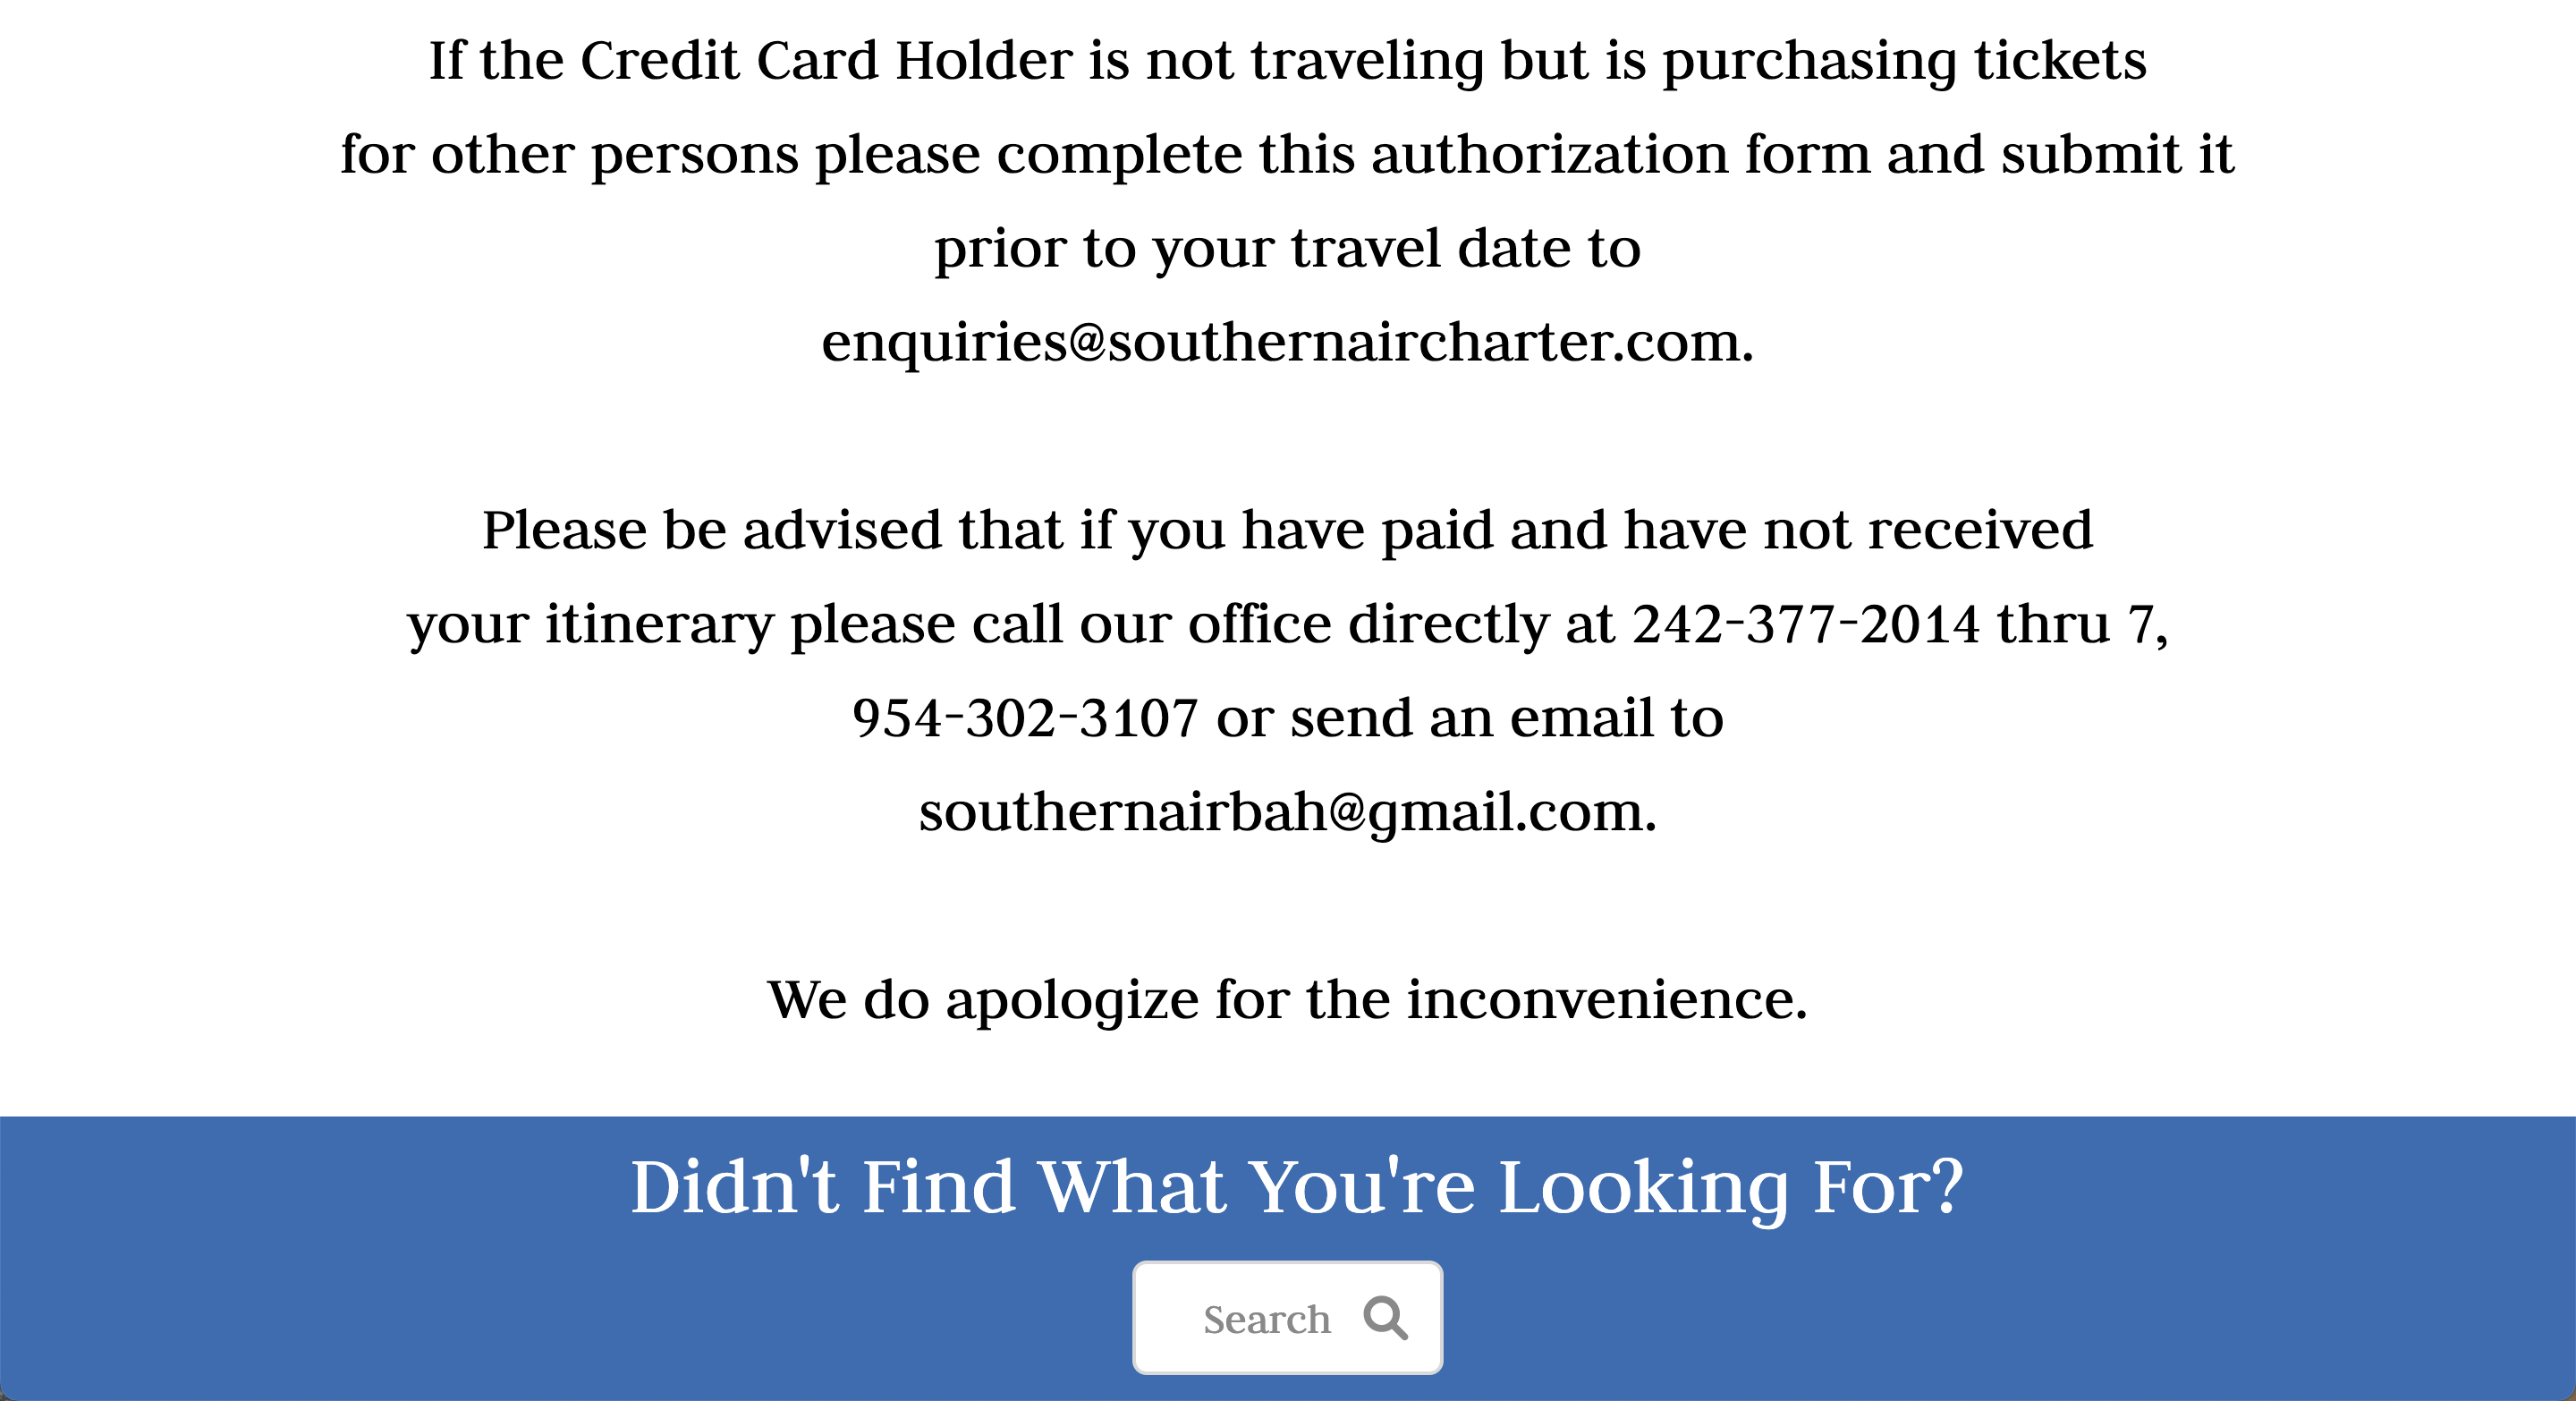 If the Credit Card Holder is not traveling but is purchasing tickets
for other persons please complete this authorization form and submit it
prior to your travel date to
enquiries@southernaircharter.com.
Please be advised that if you have paid and have not received
your itinerary please call our office directly at 242-377-2014 thru 7,
954-302-3107 or send an email to
southernairbah@gmail.com.
We do apologize for the inconvenience.
Didn't Find What You're Looking For?
Search